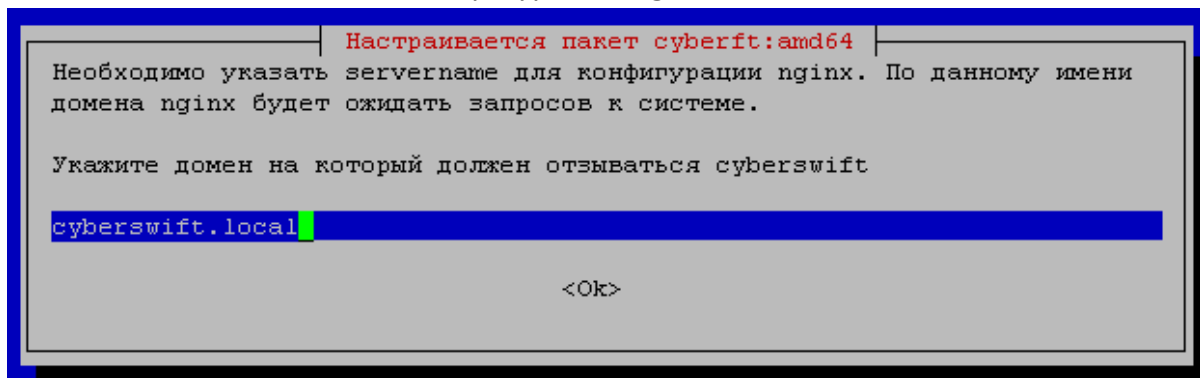 Настраивается пакет cyberft:amd64
Необходимо указать servername для конфигурации nginx. По данному имени
домена nginx будет ожидать запросов к системе.
Укажите домен на который должен отзываться cyberswift
cyberswift.local
<Ok>